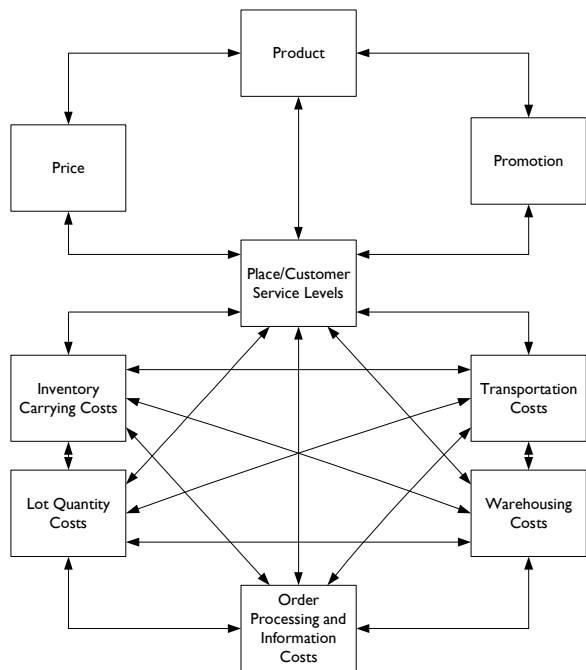 Product
Price
Promotion
Place/Customer
Service Levels
Inventory
Carrying Costs
Transportation
Costs
Lot Quantity
Costs
Warehousing
Costs
Order
Processing and
Information
Costs